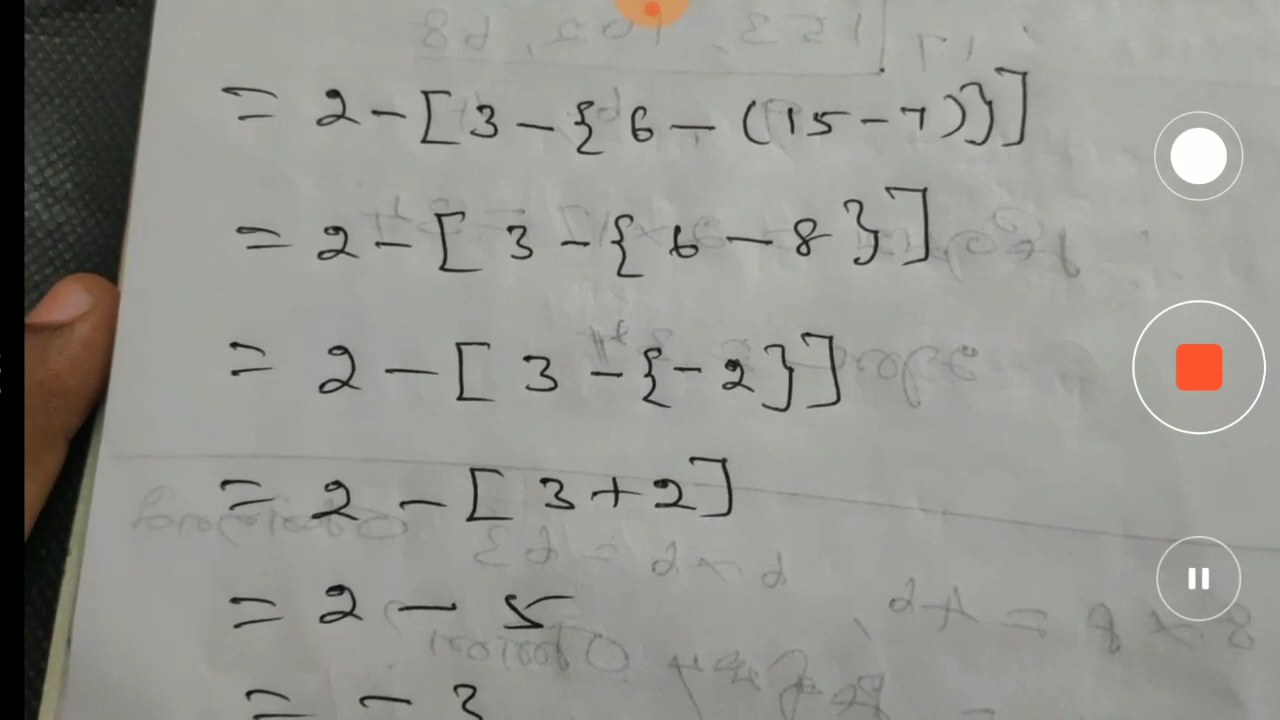 = 2 - [ 3 - { 6 - (15 - 7)}]
= 2 - [ 3 - { 6 - 8 }]
= 2 - [ 3 - { - 2 }]
= 2 - [ 3 + 2 ]
= 2 - 5
= - 3